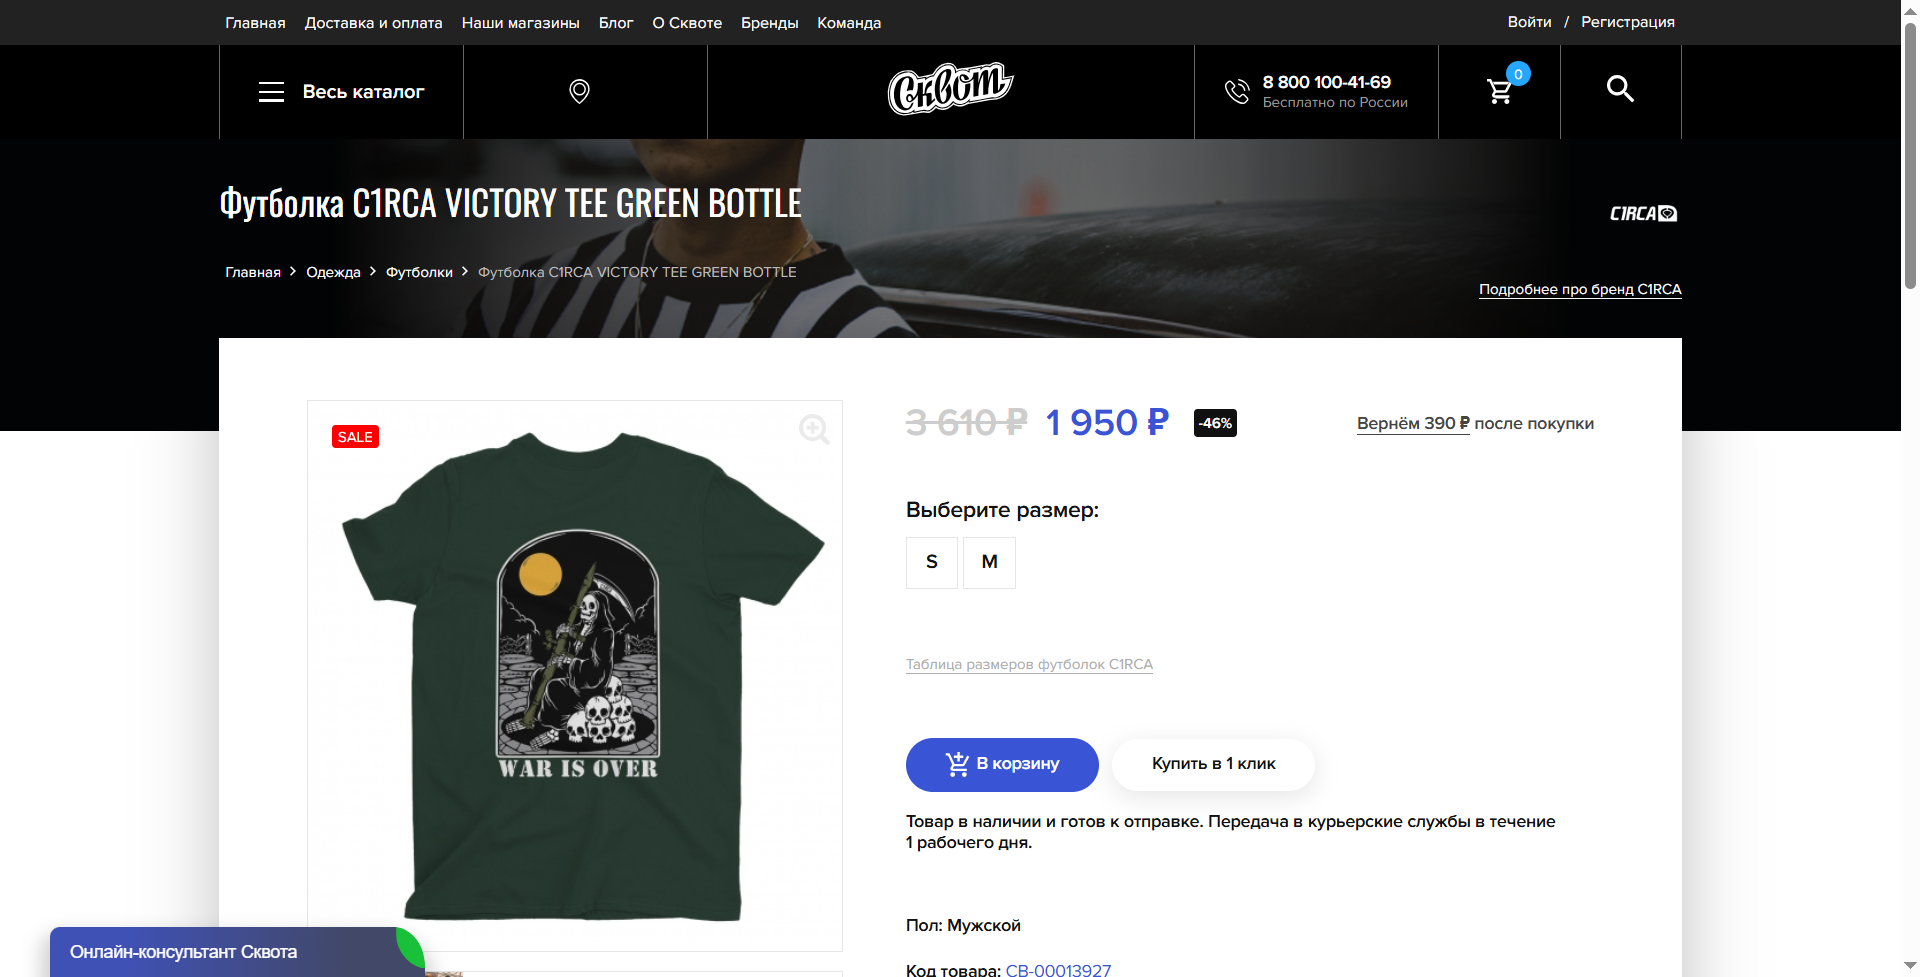 Главная Доставка и оплата Наши магазины Блог О Сквоте Бренды Команда
Войти / Регистрация
Весь каталог
Сквот
8 800 100-41-69
Бесплатно по России
0
Футболка C1RCA VICTORY TEE GREEN BOTTLE
C1RCA
Главная Одежда Футболки Футболка C1RCA VICTORY TEE GREEN BOTTLE
Подробнее про бренд C1RCA
SALE
WAR IS OVER
3 610 ₽ 1 950 ₽ -46%
Вернём 390 ₽ после покупки
Выберите размер:
S M
Таблица размеров футболок C1RCA
В корзину
Купить в 1 клик
Товар в наличии и готов к отправке. Передача в курьерские службы в течение
1 рабочего дня.
Пол: Мужской
Код товара: CB-00013927
Онлайн-консультант Сквота